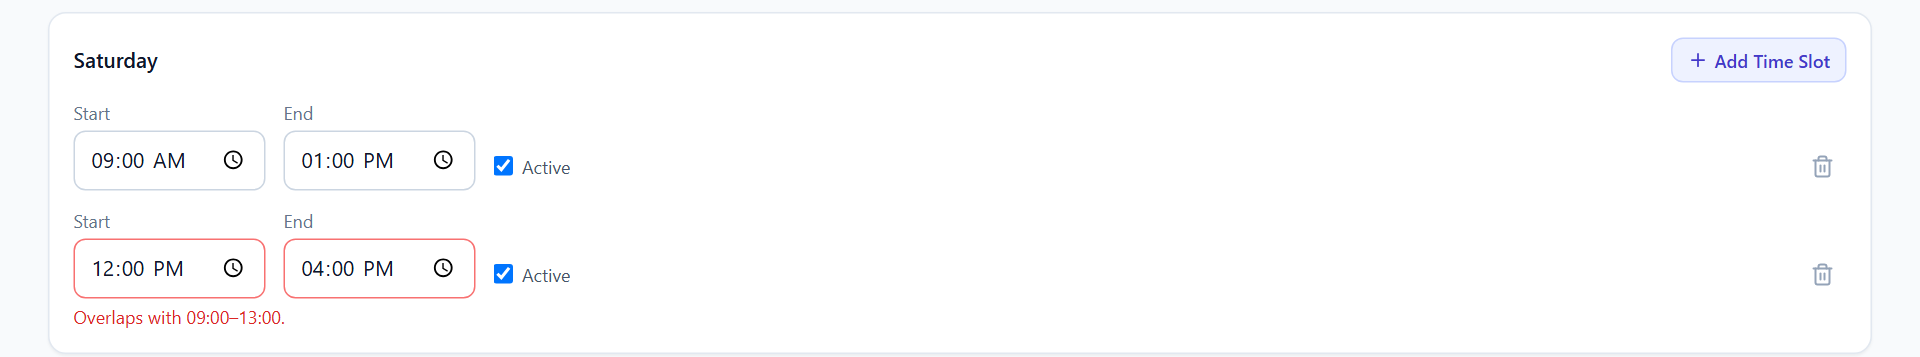 Saturday
+ Add Time Slot
Start End
09:00 AM 01:00 PM Active
Start End
12:00 PM 04:00 PM Active
Overlaps with 09:00–13:00.